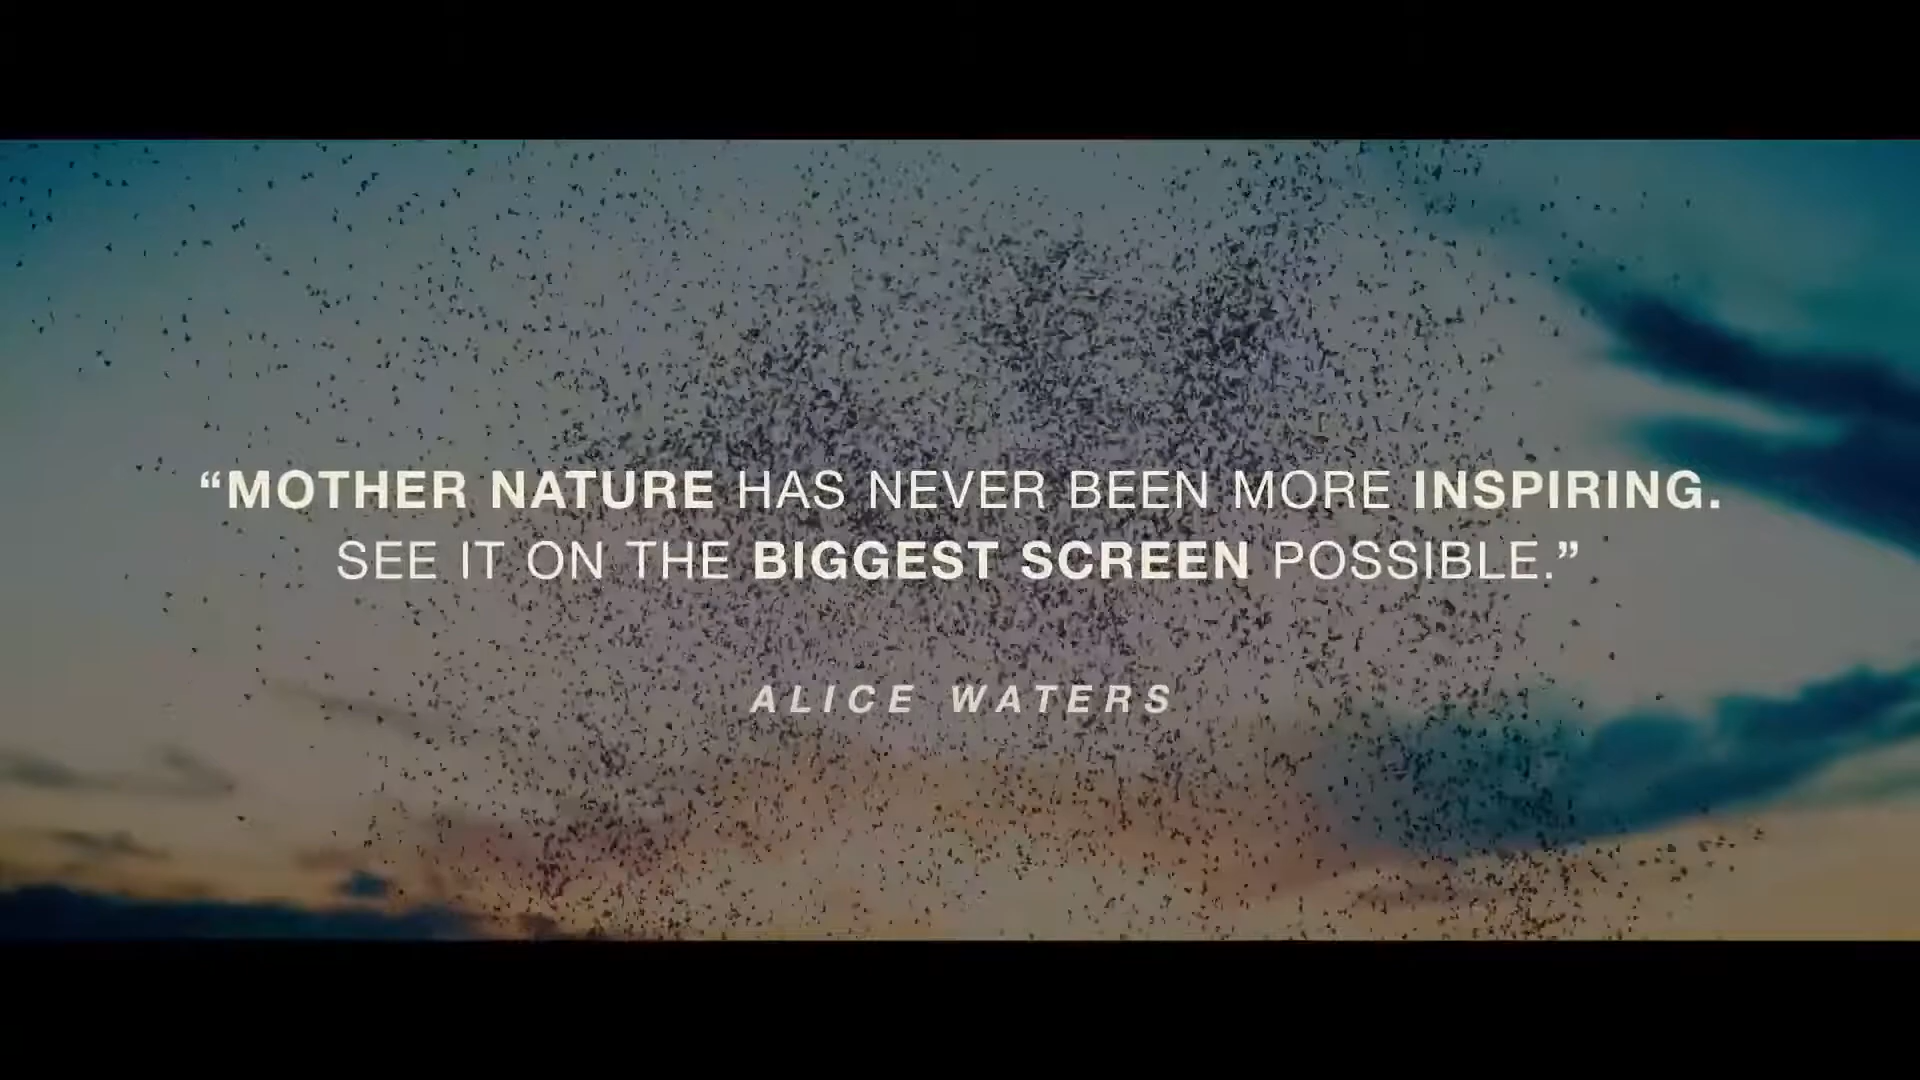 “MOTHER NATURE HAS NEVER BEEN MORE INSPIRING.
SEE IT ON THE BIGGEST SCREEN POSSIBLE.”
ALICE WATERS